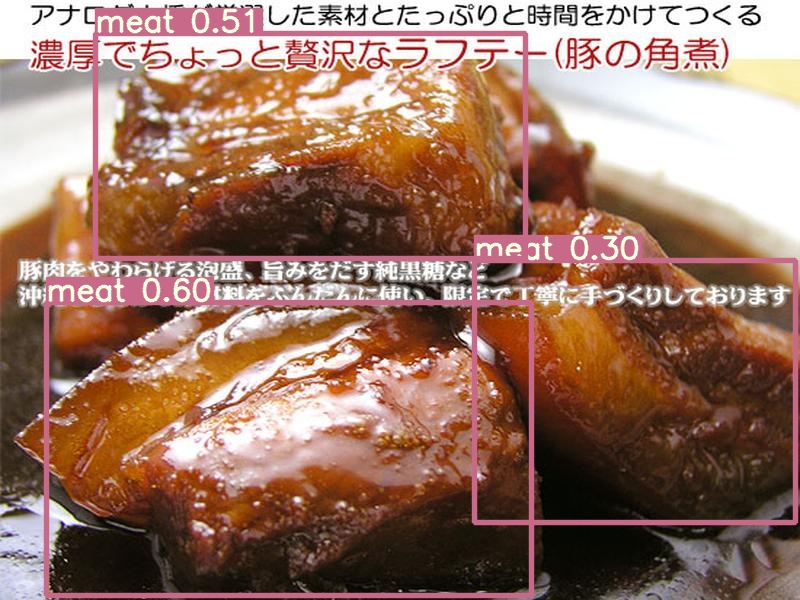 アナログな した素材とたっぷりと時間をかけてつくる
meat 0.51
濃厚でちょっと贅沢なラフテー(豚の角煮)
meat 0.30
豚肉をやわらげる泡盛、旨みをだす純黒糖など
meat 0.60
沖 料をふんだんに使い、限定で丁寧に手づくりしております